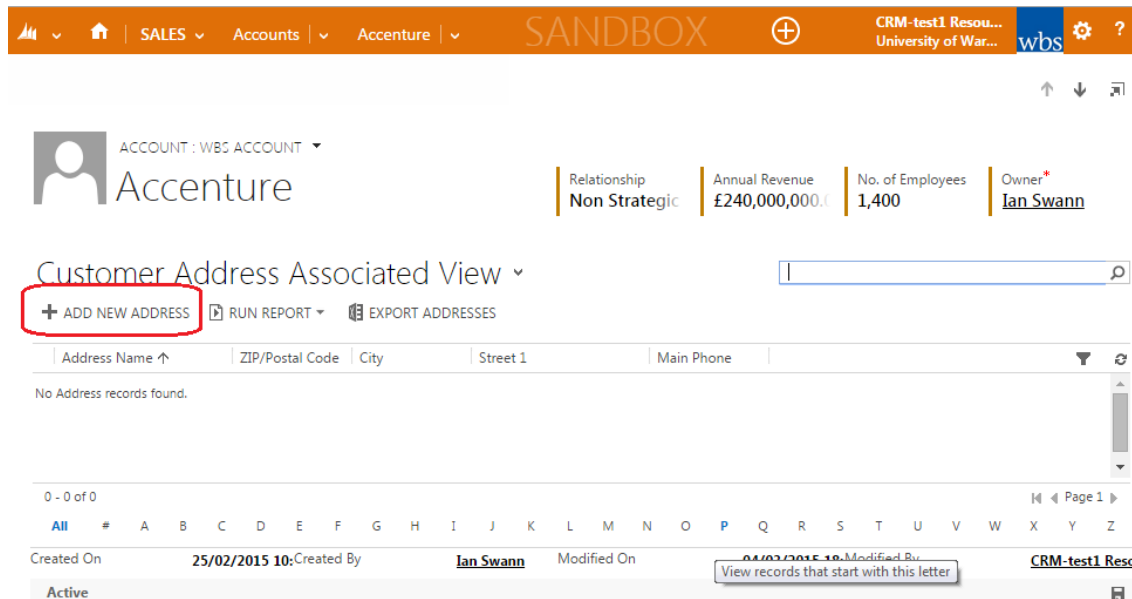 SALES Accounts Accenture SANDBOX CRM-test1 Resou... wbs ?
University of War...
ACCOUNT : WBS ACCOUNT
Accenture
Relationship Annual Revenue No. of Employees Owner*
Non Strategic £240,000,000. 1,400 Ian Swann
Customer Address Associated View
ADD NEW ADDRESS RUN REPORT EXPORT ADDRESSES
Address Name ZIP/Postal Code City Street 1 Main Phone
No Address records found.
0 - 0 of 0 Page 1
All # A B C D E F G H I J K L M N O P Q R S T U V W X Y Z
Created On 25/02/2015 10: Created By Ian Swann Modified On 04/03/2015 18: Modified By CRM-test1 Reso
View records that start with this letter
Active